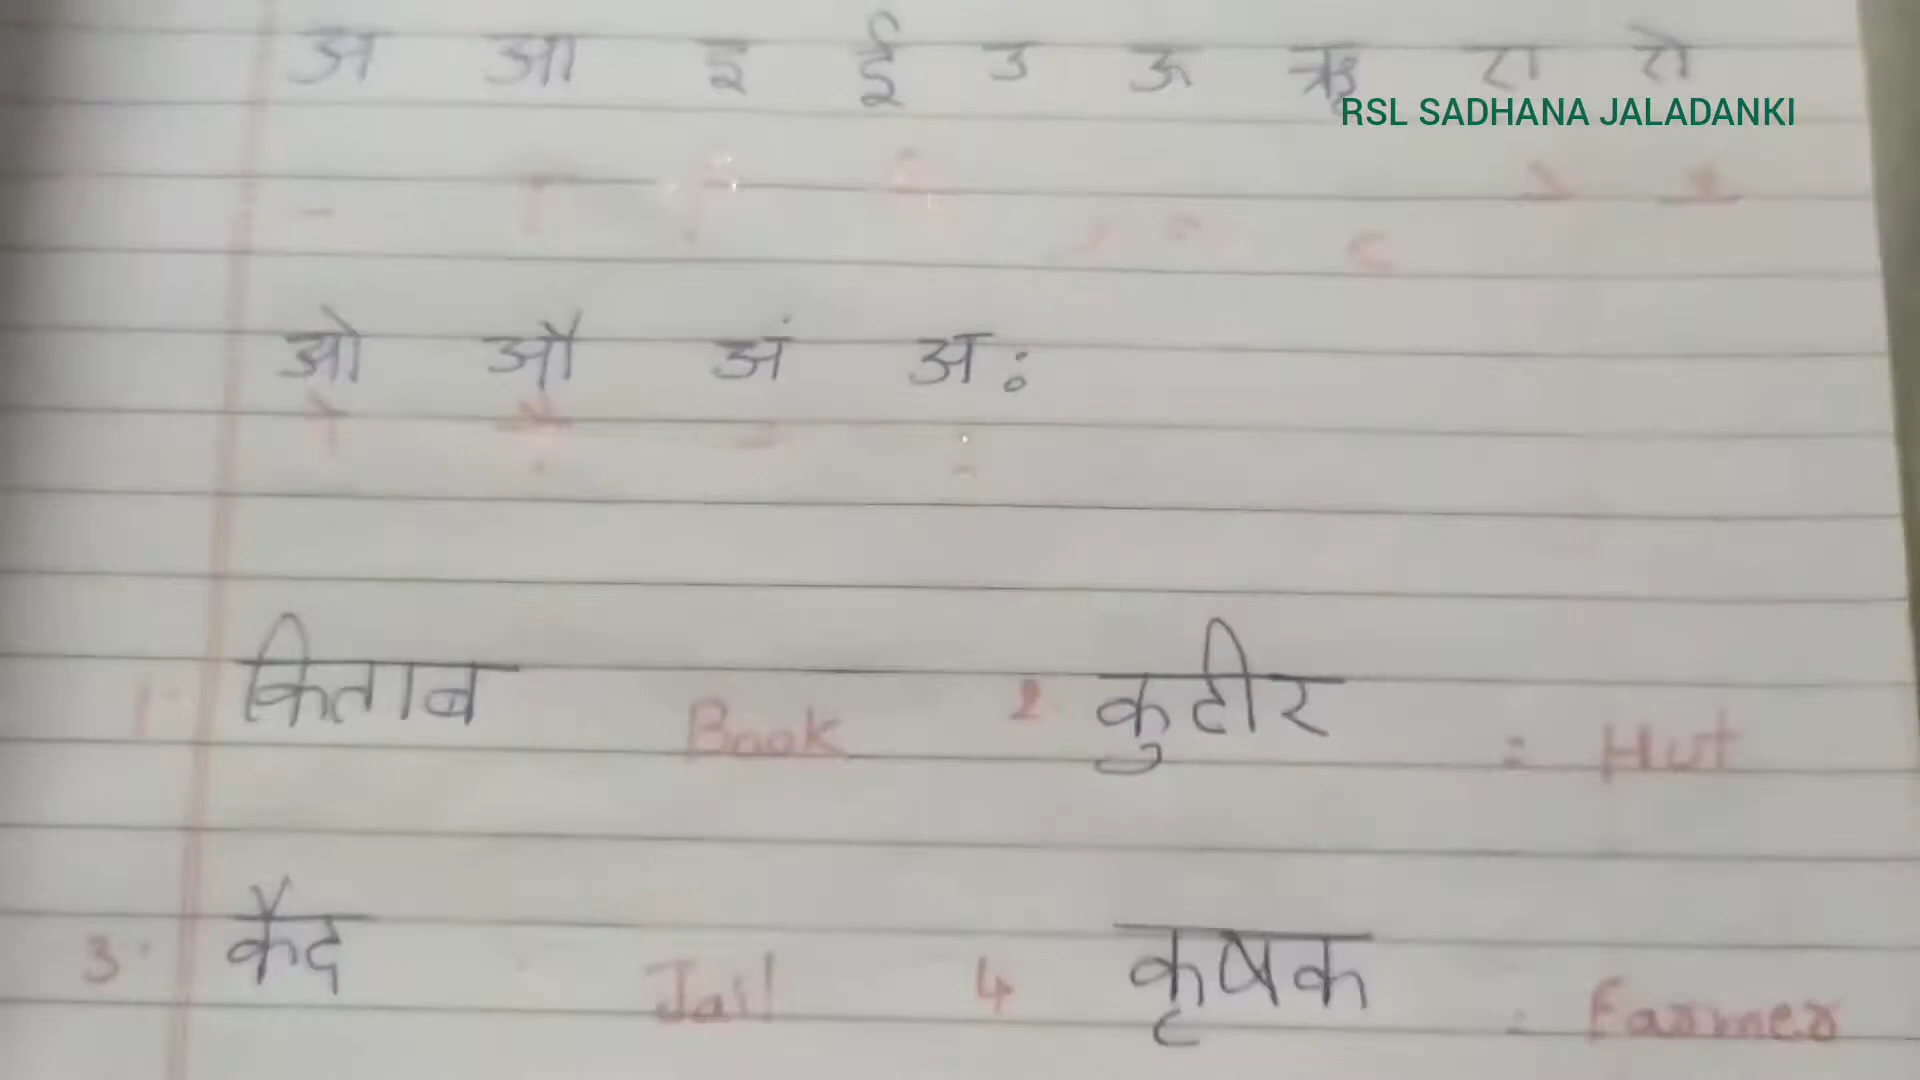 अ आ इ ई उ ऊ ऋ रा रो
RSL SADHANA JALADANKI
ओ औ अं अः
1. किताब Book 2. कुटीर = Hut
3. कैद Jail 4 कृषक = Farmer